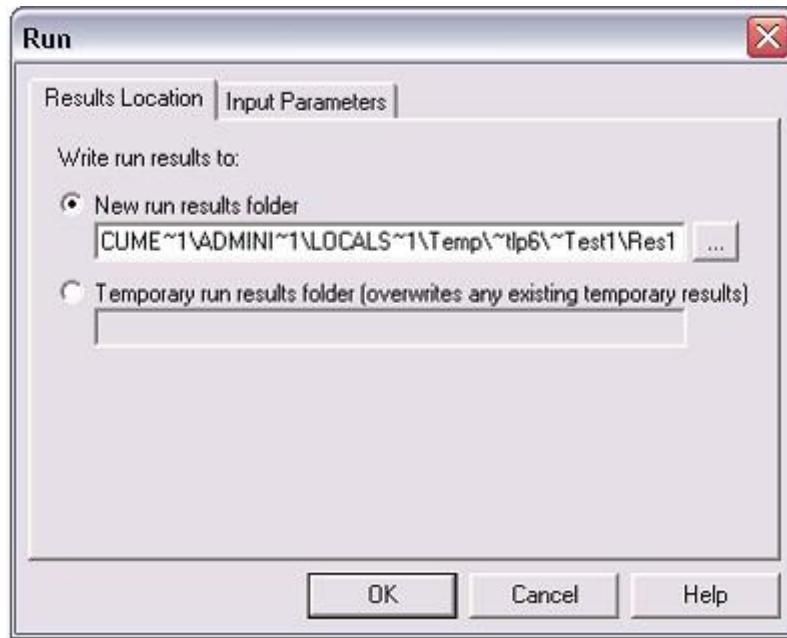 Run
Results Location Input Parameters
Write run results to:
New run results folder
CUME~1\ADMINI~1\LOCALS~1\Temp\~tlp6\~Test1\Res1 ...
Temporary run results folder (overwrites any existing temporary results)
OK Cancel Help